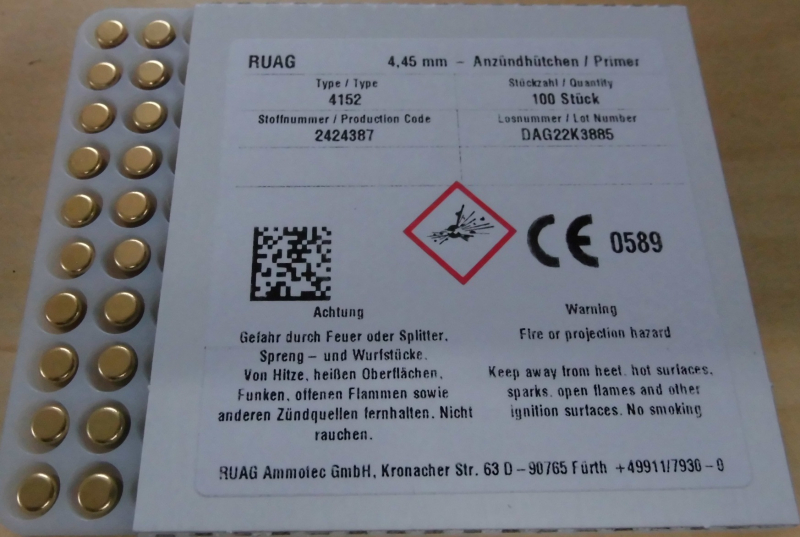 RUAG 4,45 mm – Anzündhütchen / Primer
Type / Type Stückzahl / Quantity
4152 100 Stück
Stoffnummer / Production Code Losnummer / Lot Number
2424387 DAG22K3885
CE 0589
Achtung
Gefahr durch Feuer oder Splitter,
Spreng – und Wurfstücke.
Von Hitze, heißen Oberflächen,
Funken, offenen Flammen sowie
anderen Zündquellen fernhalten. Nicht
rauchen.
Warning
Fire or projection hazard
Keep away from heet, hot surfaces,
sparks, open flames and other
ignition surfaces. No smoking
RUAG Ammotec GmbH, Kronacher Str. 63 D – 90765 Fürth +49911/7930 – 0